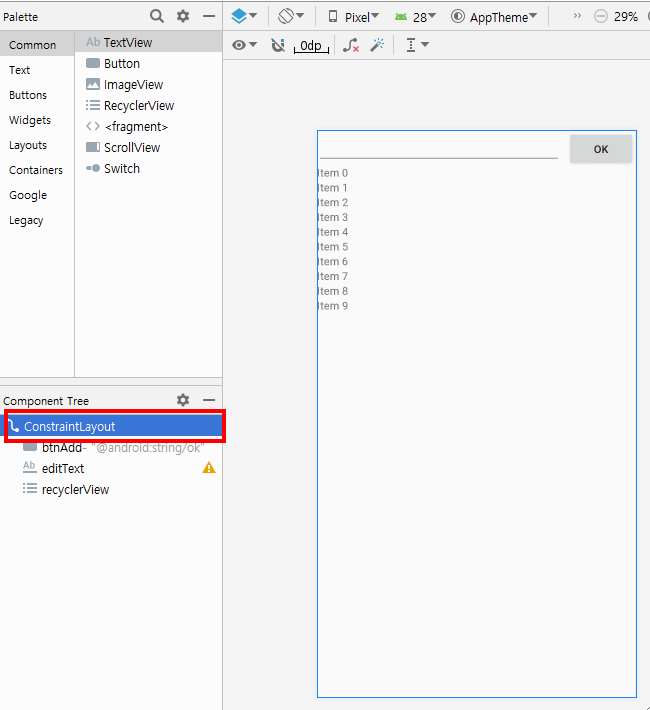 Palette
Common
Text
Buttons
Widgets
Layouts
Containers
Google
Legacy
Ab TextView
Button
ImageView
RecyclerView
<fragment>
ScrollView
Switch
Pixel 28 AppTheme » 29%
0dp
OK
Item 0
Item 1
Item 2
Item 3
Item 4
Item 5
Item 6
Item 7
Item 8
Item 9
Component Tree
ConstraintLayout
btnAdd- "@android:string/ok"
Ab editText
recyclerView